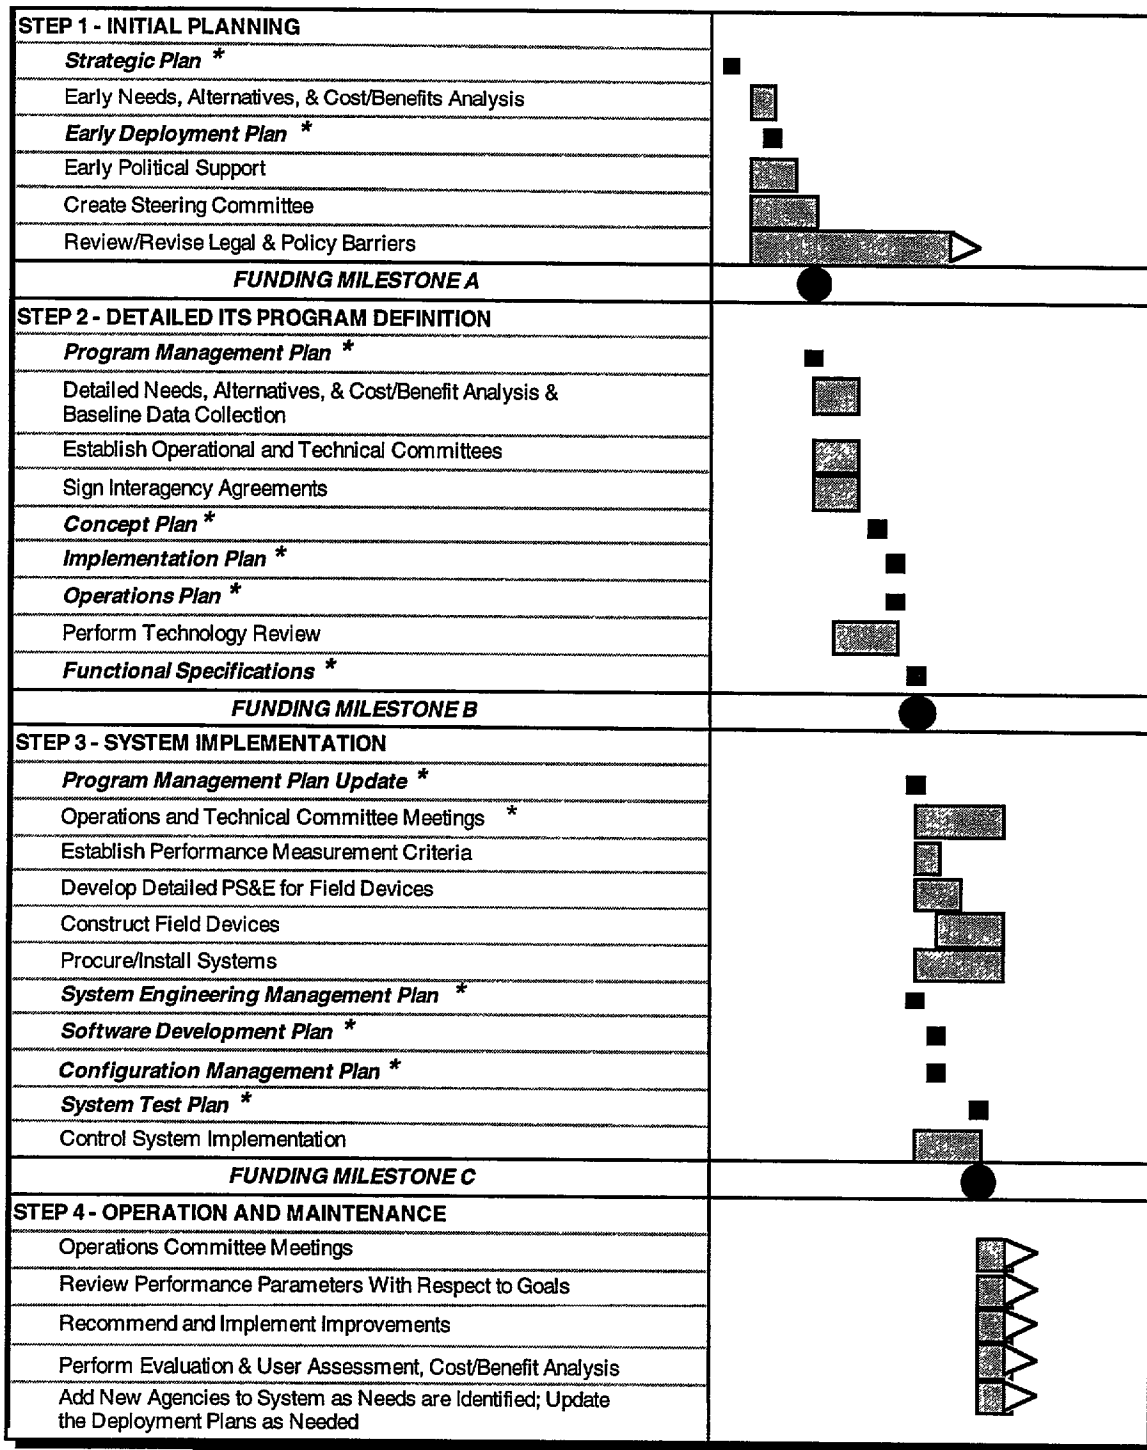 STEP 1 - INITIAL PLANNING
Strategic Plan *
Early Needs, Alternatives, & Cost/Benefits Analysis
Early Deployment Plan *
Early Political Support
Create Steering Committee
Review/Revise Legal & Policy Barriers
FUNDING MILESTONE A
STEP 2 - DETAILED ITS PROGRAM DEFINITION
Program Management Plan *
Detailed Needs, Alternatives, & Cost/Benefit Analysis &
Baseline Data Collection
Establish Operational and Technical Committees
Sign Interagency Agreements
Concept Plan *
Implementation Plan *
Operations Plan *
Perform Technology Review
Functional Specifications *
FUNDING MILESTONE B
STEP 3 - SYSTEM IMPLEMENTATION
Program Management Plan Update *
Operations and Technical Committee Meetings *
Establish Performance Measurement Criteria
Develop Detailed PS&E for Field Devices
Construct Field Devices
Procure/Install Systems
System Engineering Management Plan *
Software Development Plan *
Configuration Management Plan *
System Test Plan *
Control System Implementation
FUNDING MILESTONE C
STEP 4 - OPERATION AND MAINTENANCE
Operations Committee Meetings
Review Performance Parameters With Respect to Goals
Recommend and Implement Improvements
Perform Evaluation & User Assessment, Cost/Benefit Analysis
Add New Agencies to System as Needs are Identified; Update
the Deployment Plans as Needed